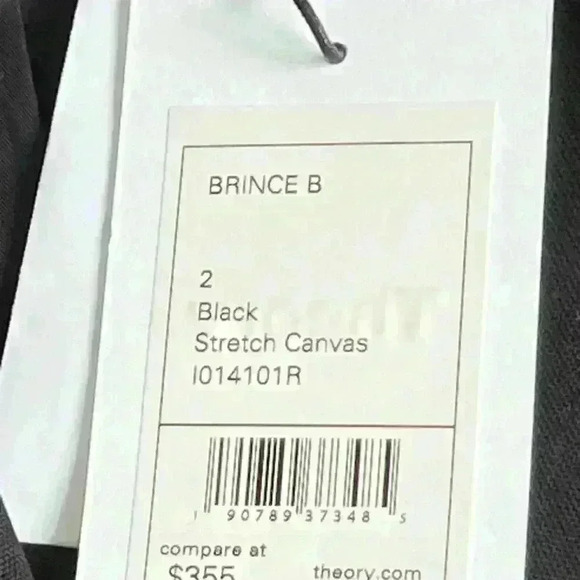 BRINCE B
2
Black
Stretch Canvas
I014101R
1 90789 37348 5
compare at
$355 theory.com